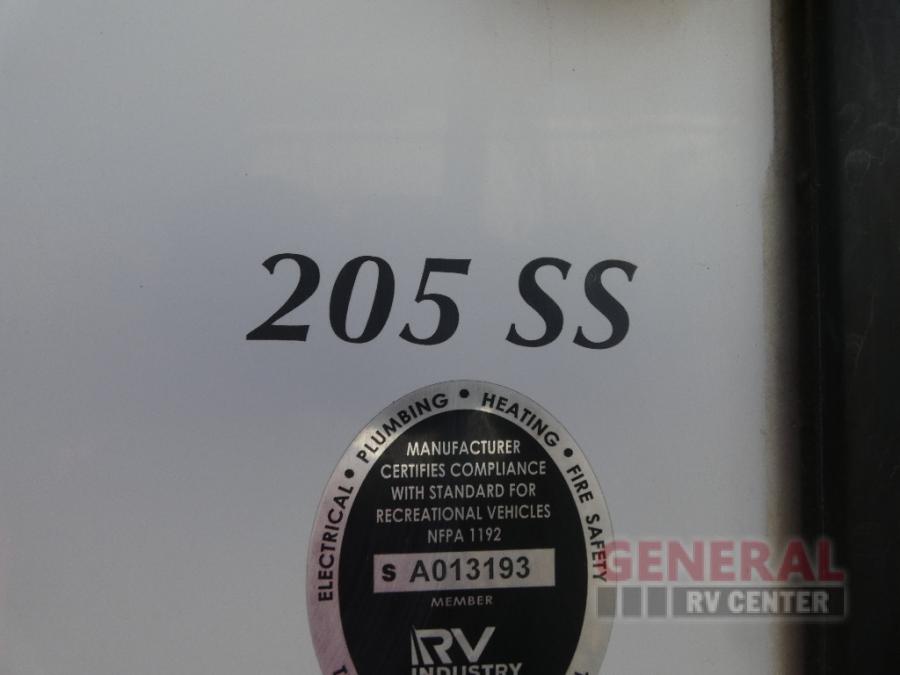 205 SS
ELECTRICAL • PLUMBING • HEATING • FIRE SAFETY
MANUFACTURER
CERTIFIES COMPLIANCE
WITH STANDARD FOR
RECREATIONAL VEHICLES
NFPA 1192
S A013193
MEMBER
RV
INDUSTRY
GENERAL
RV CENTER